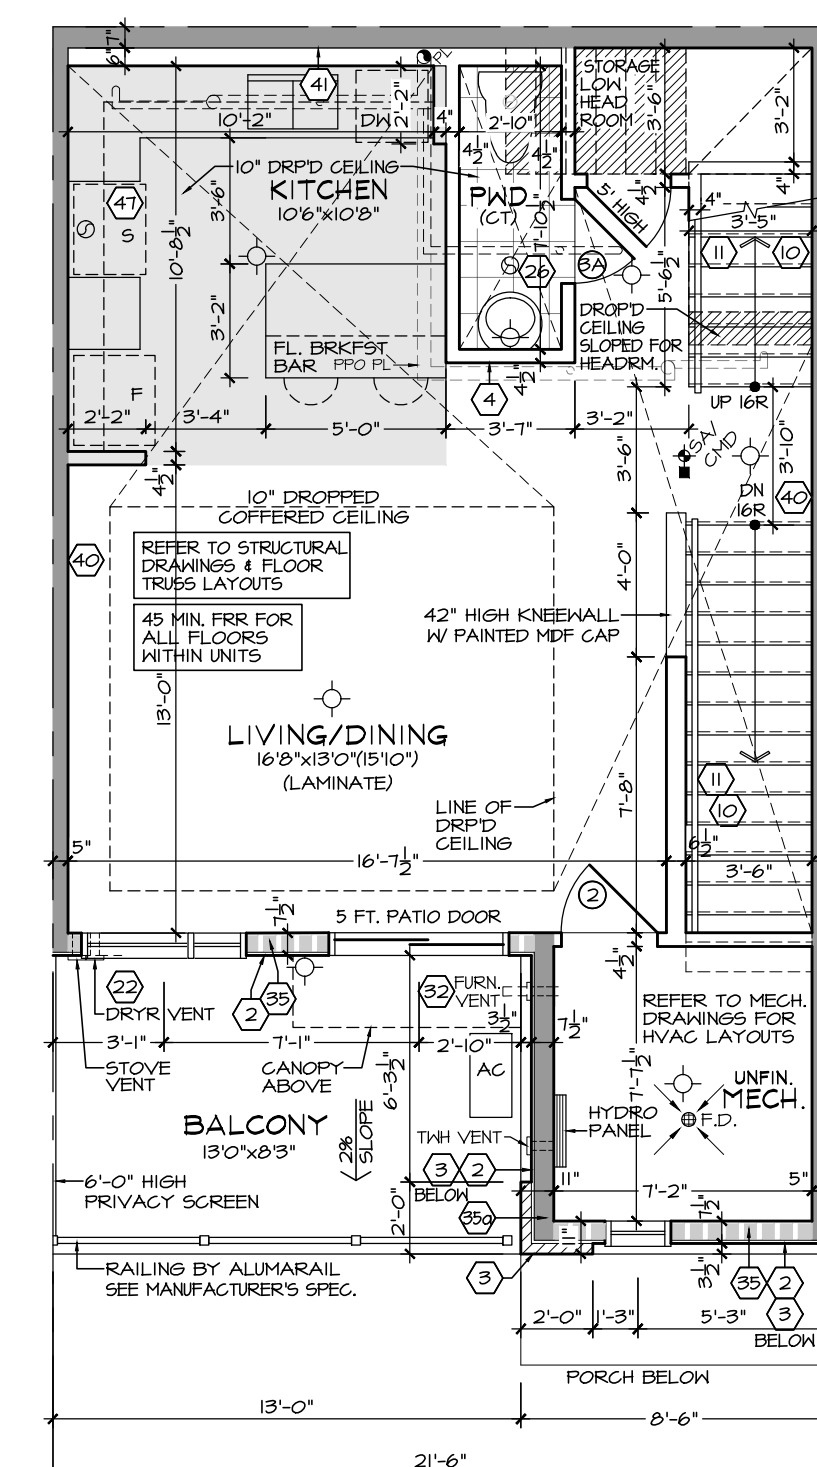 6"
7"
PL
41
STORAGE
LOW
HEAD
ROOM
3'-6"
3'-2"
10'-2"
DW
2'-2"
4"
2'-10"
4½"
4½"
10" DRP'D CEILING
KITCHEN
10'6"x10'8"
PWD
(CT)
7'-10½"
4½"
5' HIGH
4"
4"
3'-5"
47
S
3'-6"
10'-8½"
11
10
26
3A
5'-6½"
3'-2"
DROP'D
CEILING
SLOPED FOR
HEADRM.
FL. BRKFST
BAR
PPO PL
F
4½"
4
UP 16R
2'-2"
3'-4"
5'-0"
3'-7"
3'-2"
SA/
CMD
3'-6"
3'-10"
4½"
DN
16R
40
10" DROPPED
COFFERED CEILING
REFER TO STRUCTURAL
DRAWINGS & FLOOR
TRUSS LAYOUTS
40
4'-0"
45 MIN. FRR FOR
ALL FLOORS
WITHIN UNITS
42" HIGH KNEEWALL
W/ PAINTED MDF CAP
13'-0"
LIVING/DINING
16'8"x13'0"(15'10")
(LAMINATE)
11
10
7'-8"
LINE OF
DRP'D
CEILING
5"
16'-7½"
6½"
3'-6"
2
7½"
5 FT. PATIO DOOR
4½"
22
DRYR VENT
2
35
32
FURN.
VENT
3½"
7½"
REFER TO MECH.
DRAWINGS FOR
HVAC LAYOUTS
3'-1"
7'-1"
2'-10"
STOVE
VENT
CANOPY
ABOVE
6'-3½"
AC
7'-7½"
UNFIN.
MECH.
BALCONY
13'0"x8'3"
2%
SLOPE
HYDRO
PANEL
F.D.
TWH VENT
3
2
BELOW
6'-0" HIGH
PRIVACY SCREEN
11"
7'-2"
5"
2'-0"
35a
7½"
11"
RAILING BY ALUMARAIL
SEE MANUFACTURER'S SPEC.
3
3½"
35
2
3
BELOW
2'-0"
1'-3"
5'-3"
PORCH BELOW
13'-0"
8'-6"
21'-6"